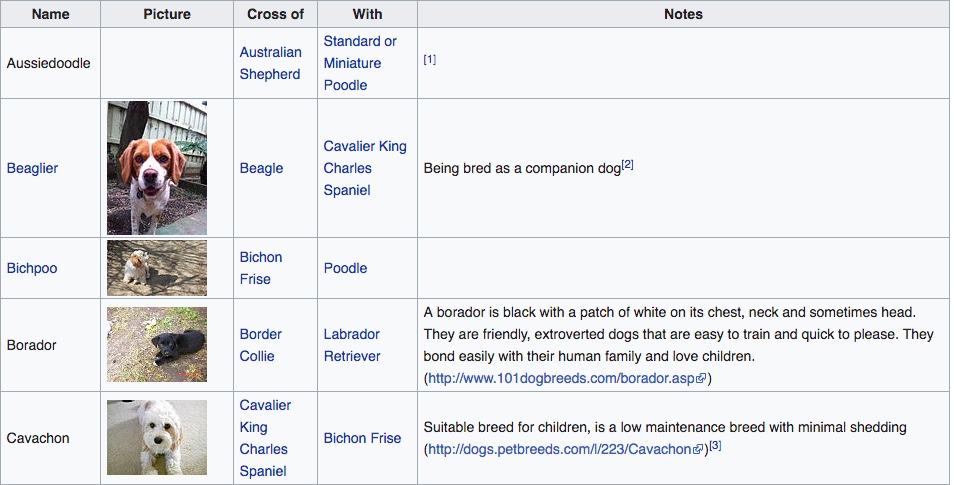 Name Picture Cross of With Notes
Aussiedoodle
Australian
Shepherd
Standard or
Miniature
Poodle
[1]
Beaglier
Beagle
Cavalier King
Charles
Spaniel
Being bred as a companion dog[2]
Bichpoo
Bichon
Frise
Poodle
Borador
Border
Collie
Labrador
Retriever
A borador is black with a patch of white on its chest, neck and sometimes head.
They are friendly, extroverted dogs that are easy to train and quick to please. They
bond easily with their human family and love children.
(http://www.101dogbreeds.com/borador.asp)
Cavachon
Cavalier
King
Charles
Spaniel
Bichon Frise
Suitable breed for children, is a low maintenance breed with minimal shedding
(http://dogs.petbreeds.com/l/223/Cavachon)[3]